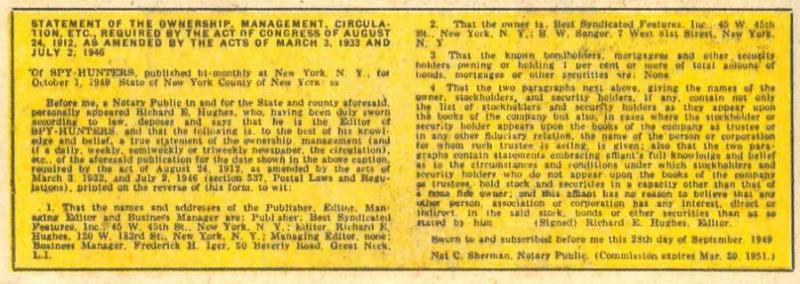 STATEMENT OF THE OWNERSHIP, MANAGEMENT, CIRCULA-
TION, ETC., REQUIRED BY THE ACT OF CONGRESS OF AUGUST
24, 1912, AS AMENDED BY THE ACTS OF MARCH 3, 1933 AND
JULY 2, 1946
Of SPY-HUNTERS, published bi-monthly at New York, N. Y., for
October 1, 1949 State of New York County of New York ss
Before me, a Notary Public in and for the State and county aforesaid,
personally appeared Richard E. Hughes, who, having been duly sworn
according to law, deposes and says that he is the Editor of
SPY-HUNTERS, and that the following is, to the best of his knowl-
edge and belief, a true statement of the ownership management (and
if a daily, weekly, semiweekly or triweekly newspaper, the circulation),
etc., of the aforesaid publication for the date shown in the above caption,
required by the act of August 24, 1912, as amended by the acts of
March 3, 1933, and July 2, 1946 (section 537, Postal Laws and Regu-
lations), printed on the reverse of this form, to wit:
1. That the names and addresses of the Publisher, Editor, Man-
aging Editor and Business Manager are: Publisher: Best Syndicated
Features, Inc., 45 W. 45th St., New York, N. Y.; Editor, Richard E.
Hughes, 120 W. 183rd St., New York, N. Y.; Managing Editor, none;
Business Manager, Frederick H. Iger, 50 Beverly Road, Great Neck,
L.I.
2. That the owner is. Best Syndicated Features, Inc., 45 W. 45th
St., New York, N. Y.; B. W. Sangor, 7 West 81st Street, New York,
N. Y
3. That the known bondholders, mortgagees and other security
holders owning or holding 1 per cent or more of total amount of
bonds, mortgages or other securities are: None.
4. That the two paragraphs next above, giving the names of the
owner, stockholders, and security holders, if any, contain not only
the list of stockholders and security holders as they appear upon
the books of the company but also, in cases where the stockholder or
security holder appears upon the books of the company as trustee or
in any other fiduciary relation, the name of the person or corporation
for whom such trustee is acting, is given; also that the two para-
graphs contain statements embracing affiant's full knowledge and belief
as to the circumstances and conditions under which stockholders and
security holders who do not appear upon the books of the company
as trustees, hold stock and securities in a capacity other than that of
a bona fide owner; and this affiant has no reason to believe that any
other person, association or corporation has any interest, direct or
indirect, in the said stock, bonds or other securities than as so
stated by him (Signed) Richard E. Hughes, Editor.
Sworn to and subscribed before me this 28th day of September, 1949
Nat C. Sherman, Notary Public, (Commission expires Mar. 30, 1951.)